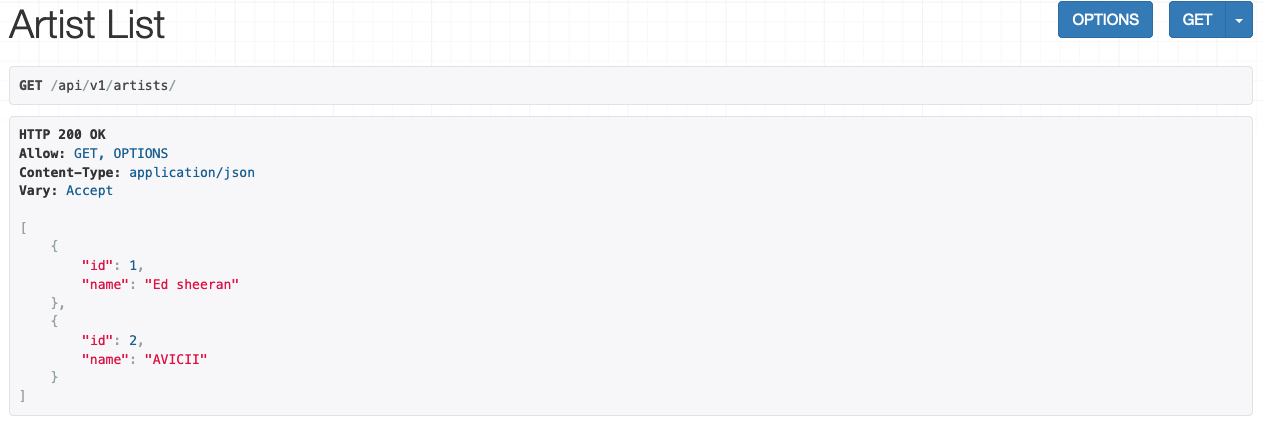 Artist List
OPTIONS
GET
GET /api/v1/artists/
HTTP 200 OK
Allow: GET, OPTIONS
Content-Type: application/json
Vary: Accept
[
    {
        "id": 1,
        "name": "Ed sheeran"
    },
    {
        "id": 2,
        "name": "AVICII"
    }
]